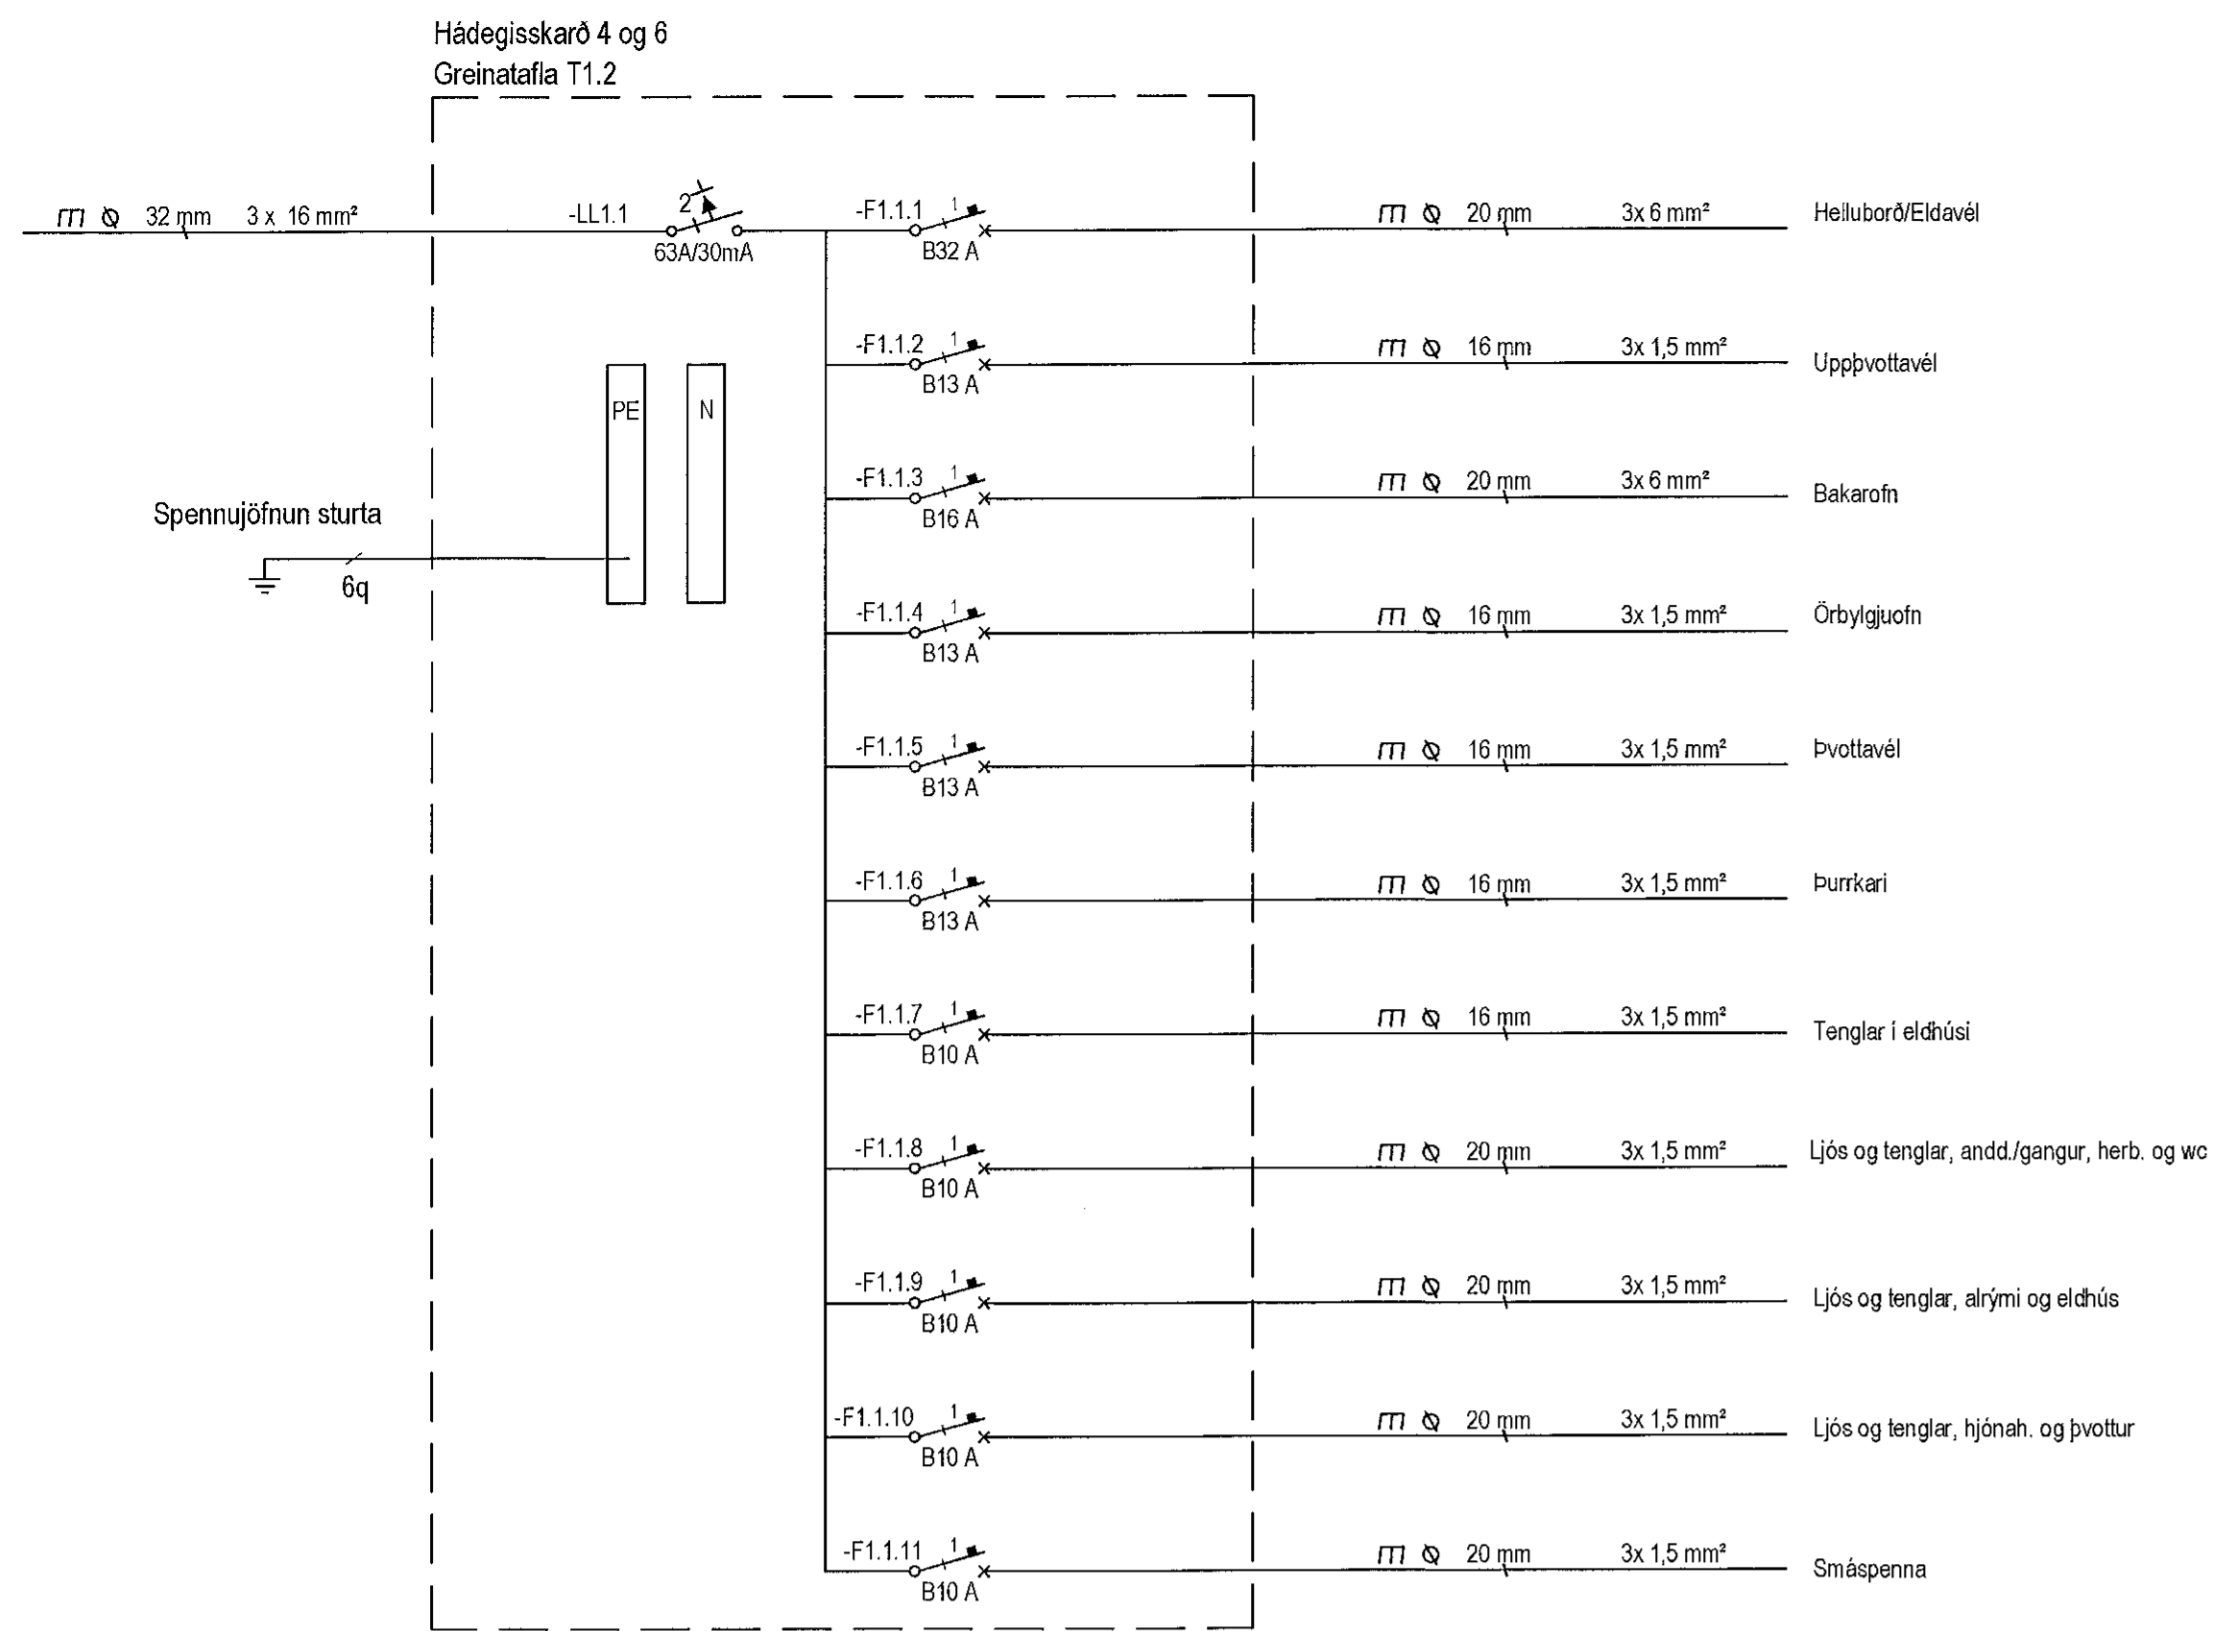 Hádegisskarð 4 og 6
Greinatafla T1.2
32 mm 3 x 16 mm²
-LL1.1
2
63A/30mA
-F1.1.1 1
B32 A
20 mm 3x 6 mm²
Helluborð/Eldavél
-F1.1.2 1
B13 A
16 mm 3x 1,5 mm²
Uppþvottavél
PE
N
-F1.1.3 1
B16 A
20 mm 3x 6 mm²
Bakarofn
Spennujöfnun sturta
6q
-F1.1.4 1
B13 A
16 mm 3x 1,5 mm²
Örbylgjuofn
-F1.1.5 1
B13 A
16 mm 3x 1,5 mm²
Þvottavél
-F1.1.6 1
B13 A
16 mm 3x 1,5 mm²
Þurrkari
-F1.1.7 1
B10 A
16 mm 3x 1,5 mm²
Tenglar í eldhúsi
-F1.1.8 1
B10 A
20 mm 3x 1,5 mm²
Ljós og tenglar, andd./gangur, herb. og wc
-F1.1.9 1
B10 A
20 mm 3x 1,5 mm²
Ljós og tenglar, alrými og eldhús
-F1.1.10 1
B10 A
20 mm 3x 1,5 mm²
Ljós og tenglar, hjónah. og þvottur
-F1.1.11 1
B10 A
20 mm 3x 1,5 mm²
Smáspenna